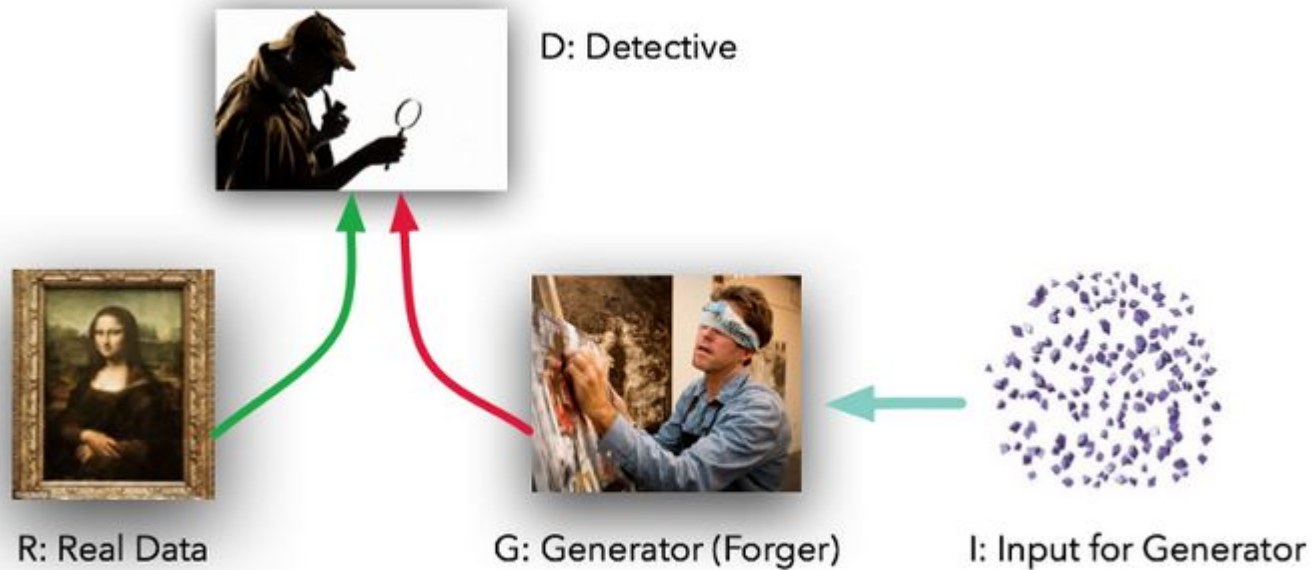 D: Detective
R: Real Data
G: Generator (Forger)
I: Input for Generator